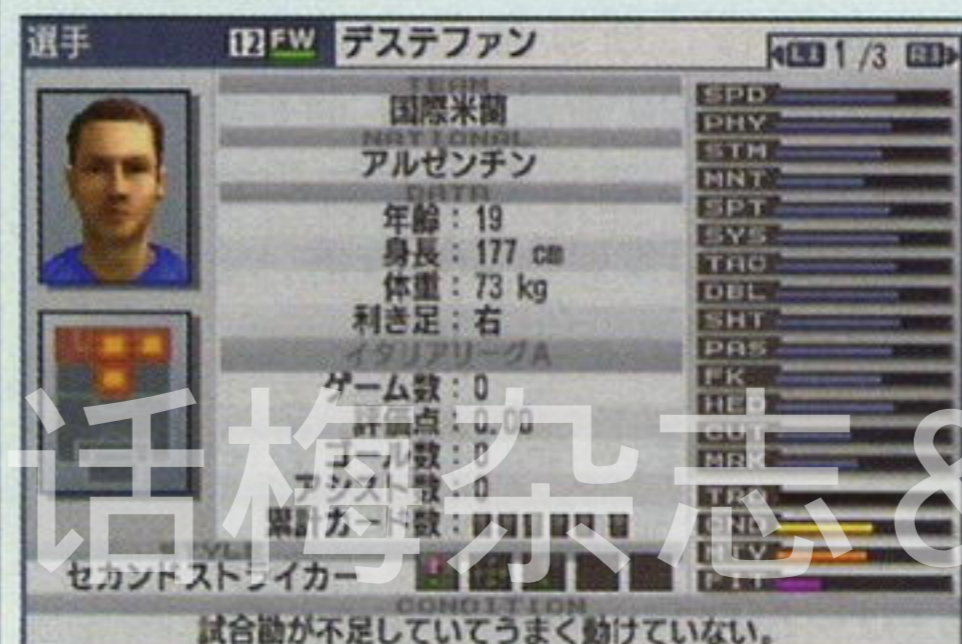 選手 12 FW デステファン L1 1/3 R1
TEAM
国際米蘭
NATIONAL
アルゼンチン
DATA
年齢：19
身長：177 cm
体重：73 kg
利き足：右
イタリアリーグA
ゲーム数：0
評価点：0.00
ゴール数：0
アシスト数：0
累計カード数：
STYLE
セカンドストライカー
CONDITION
試合勘が不足していてうまく動けていない。
SPD
PHY
STM
MNT
SPT
SYS
TAC
DBL
SHT
PAS
FK
HED
CUT
MRK
CND
MTV
话梅杂志&